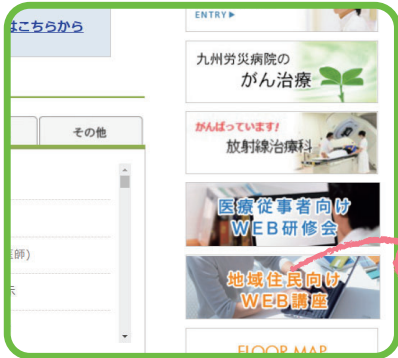 はこちらから
その他
医師)
ENTRY▶
九州労災病院の
がん治療
がんばっています!
放射線治療科
医療従事者向け
WEB研修会
地域住民向け
WEB講座
FLOOR MAP